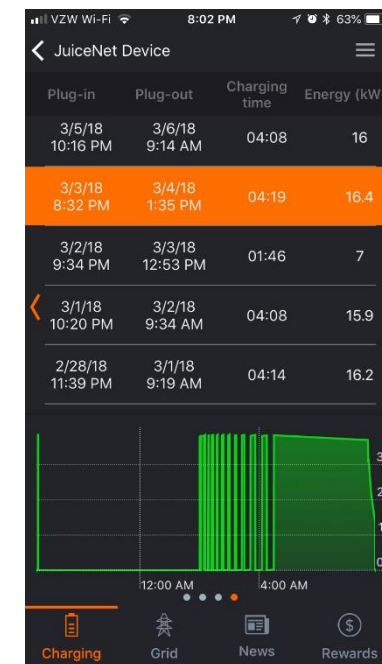 VZW Wi-Fi 8:02 PM 63%
JuiceNet Device
Plug-in Plug-out Charging time Energy (kW
3/5/18 10:16 PM 3/6/18 9:14 AM 04:08 16
3/3/18 8:32 PM 3/4/18 1:35 PM 04:19 16.4
3/2/18 9:34 PM 3/3/18 12:53 PM 01:46 7
3/1/18 10:20 PM 3/2/18 9:34 AM 04:08 15.9
2/28/18 11:39 PM 3/1/18 9:19 AM 04:14 16.2
3
2
1
0
12:00 AM 4:00 AM
Charging Grid News Rewards